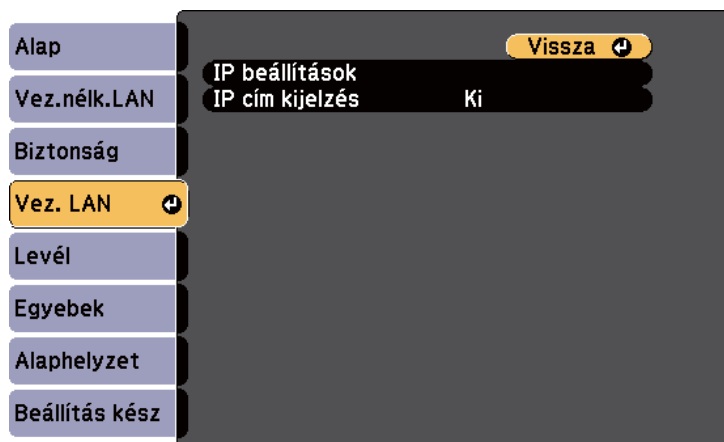 Alap
Vez.nélk.LAN
Biztonság
Vez. LAN
Levél
Egyebek
Alaphelyzet
Beállítás kész
Vissza
IP beállítások
IP cím kijelzés Ki